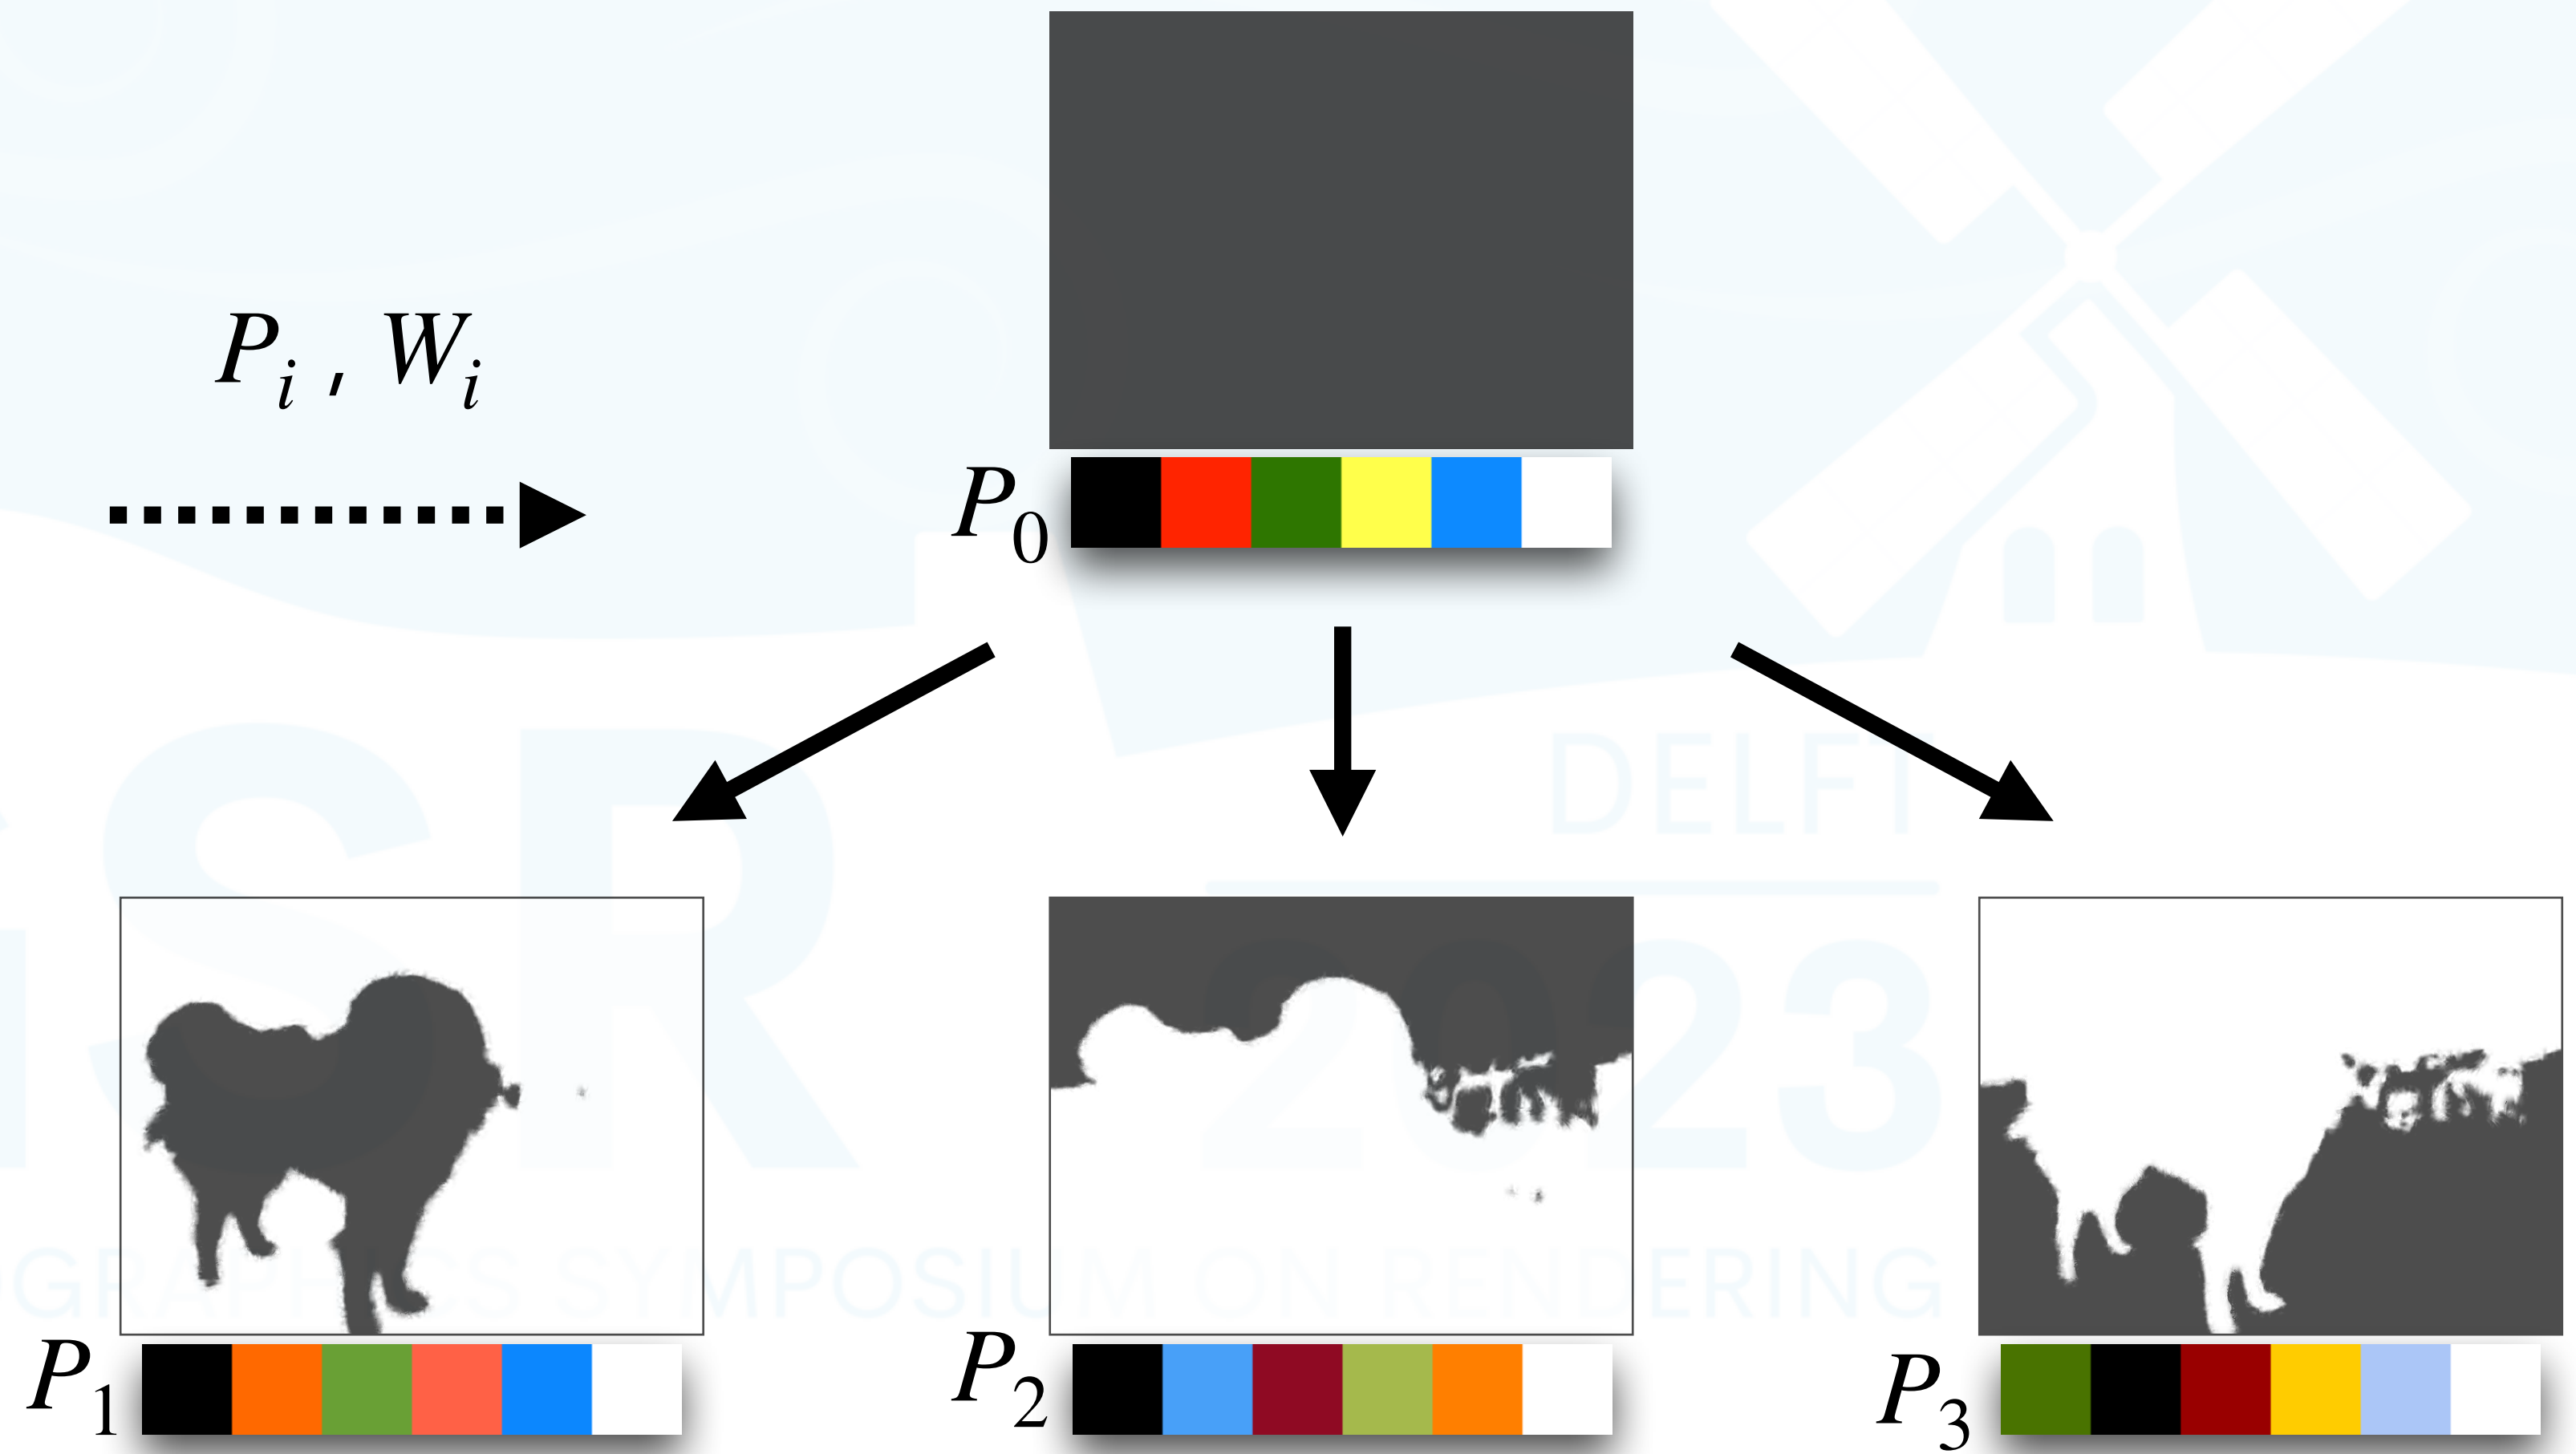 P_i , W_i
P_0
DELFT
2023
GRAPHICS SYMPOSIUM ON RENDERING
P_1
P_2
P_3